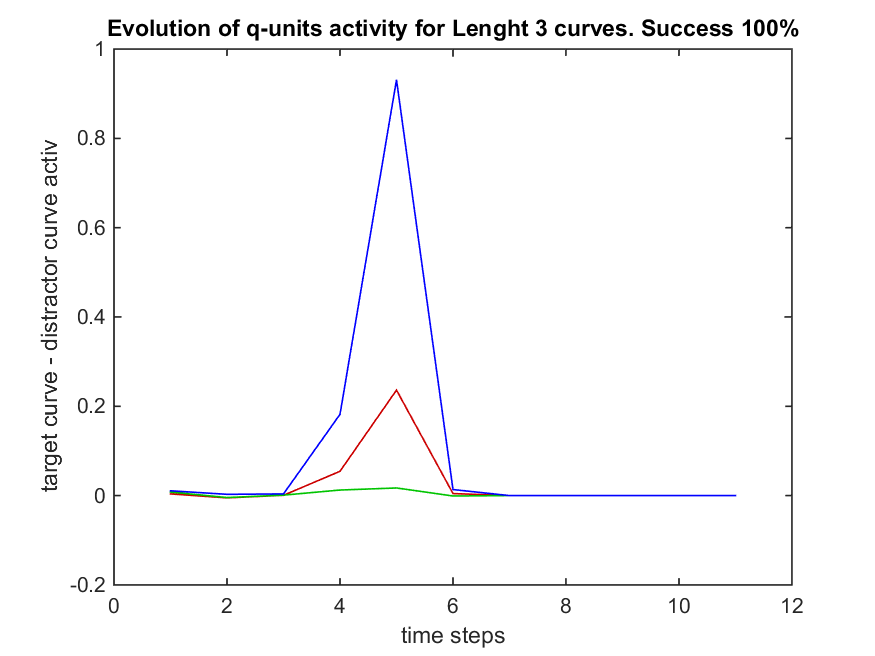 Evolution of q-units activity for Lenght 3 curves. Success 100%
target curve - distractor curve activ
1
0.8
0.6
0.4
0.2
0
-0.2
0 2 4 6 8 10 12
time steps